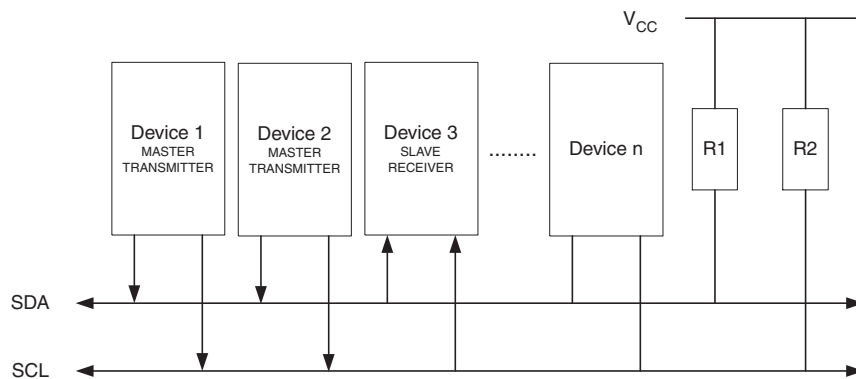 V_CC
Device 1
MASTER
TRANSMITTER
Device 2
MASTER
TRANSMITTER
Device 3
SLAVE
RECEIVER
........
Device n
R1
R2
SDA
SCL